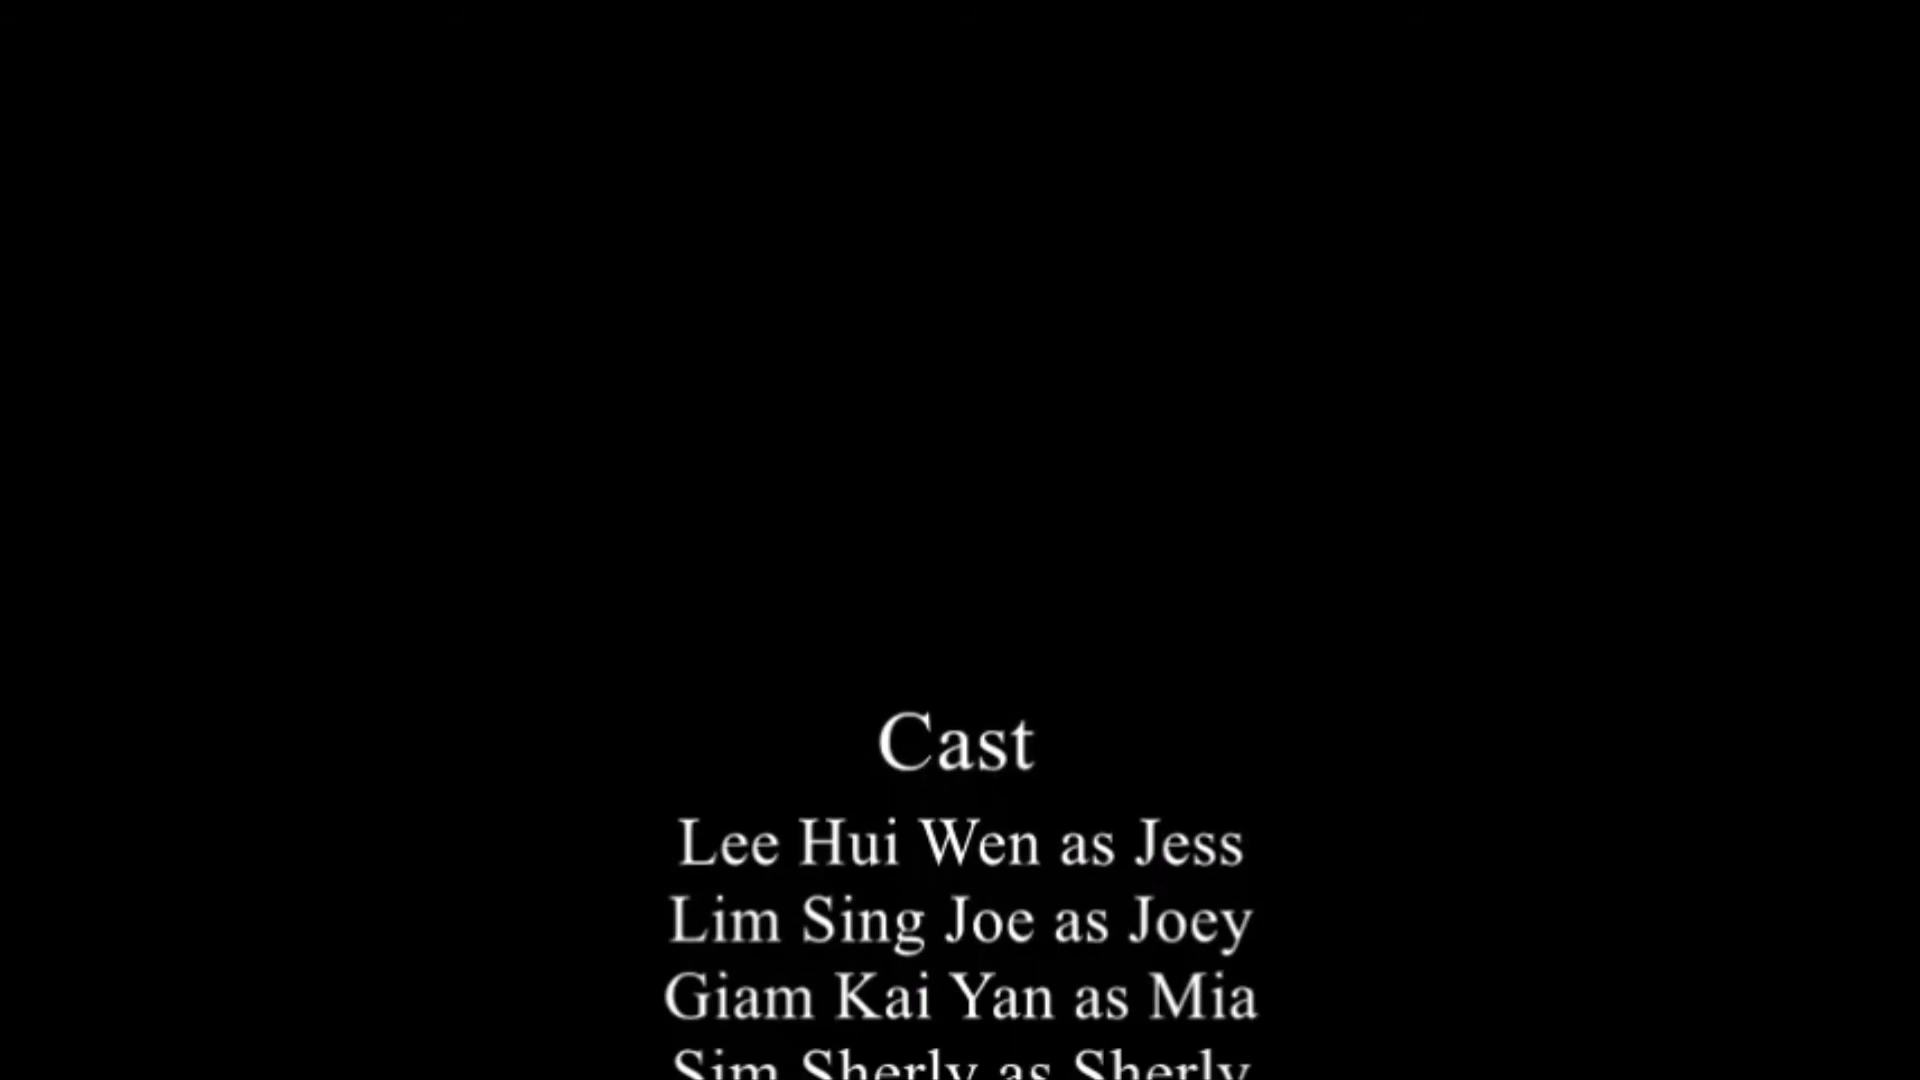 Cast
Lee Hui Wen as Jess
Lim Sing Joe as Joey
Giam Kai Yan as Mia
Sim Sherly as Sherly